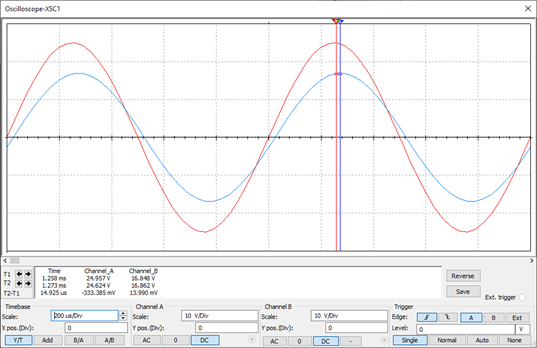 Oscilloscope-XSC1
T1
T2
T2-T1
Time Channel_A Channel_B
1.258 ms 24.957 V 16.848 V
1.273 ms 24.624 V 16.862 V
14.925 us -333.385 mV 13.990 mV
Reverse
Save
Ext. trigger
Timebase
Scale: 200 us/Div
X pos.(Div): 0
Y/T Add B/A A/B
Channel A
Scale: 10 V/Div
Y pos.(Div): 0
AC 0 DC
Channel B
Scale: 10 V/Div
Y pos.(Div): 0
AC 0 DC -
Trigger
Edge: A B Ext
Level: 0 V
Single Normal Auto None